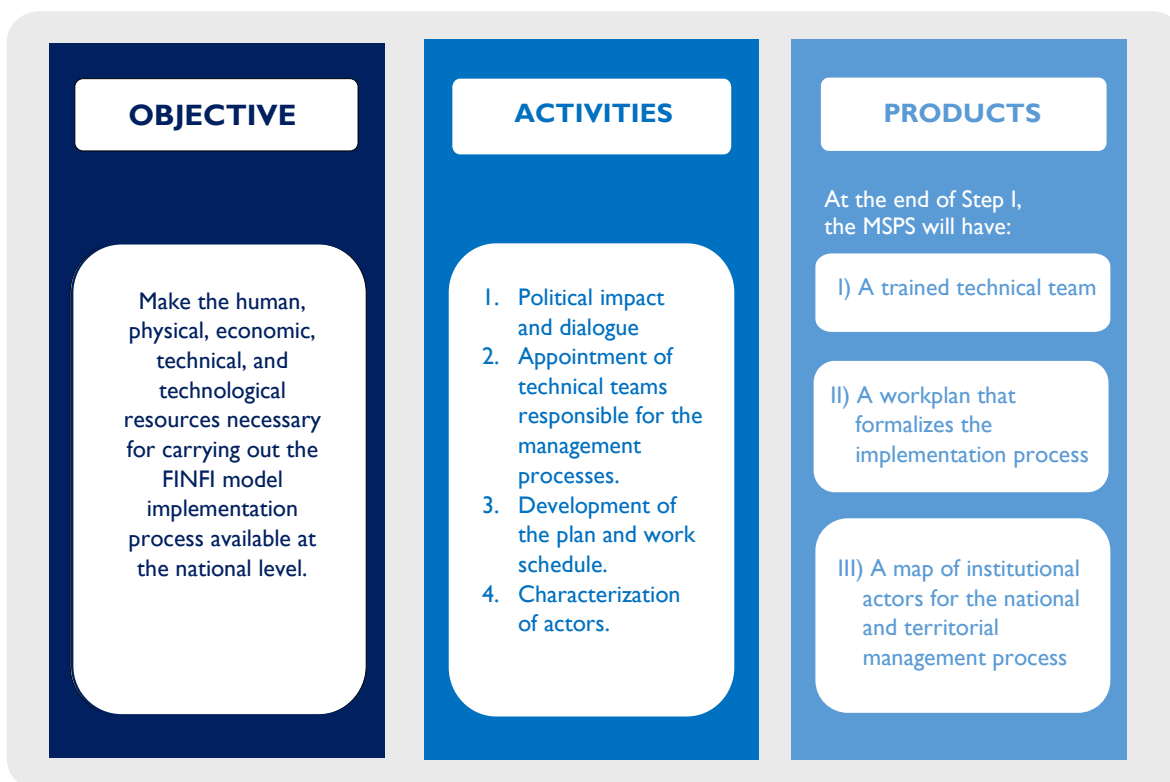 OBJECTIVE
Make the human,
physical, economic,
technical, and
technological
resources necessary
for carrying out the
FINFI model
implementation
process available at
the national level.
ACTIVITIES
1. Political impact
and dialogue
2. Appointment of
technical teams
responsible for the
management
processes.
3. Development of
the plan and work
schedule.
4. Characterization
of actors.
PRODUCTS
At the end of Step I,
the MSPS will have:
I) A trained technical team
II) A workplan that
formalizes the
implementation process
III) A map of institutional
actors for the national
and territorial
management process